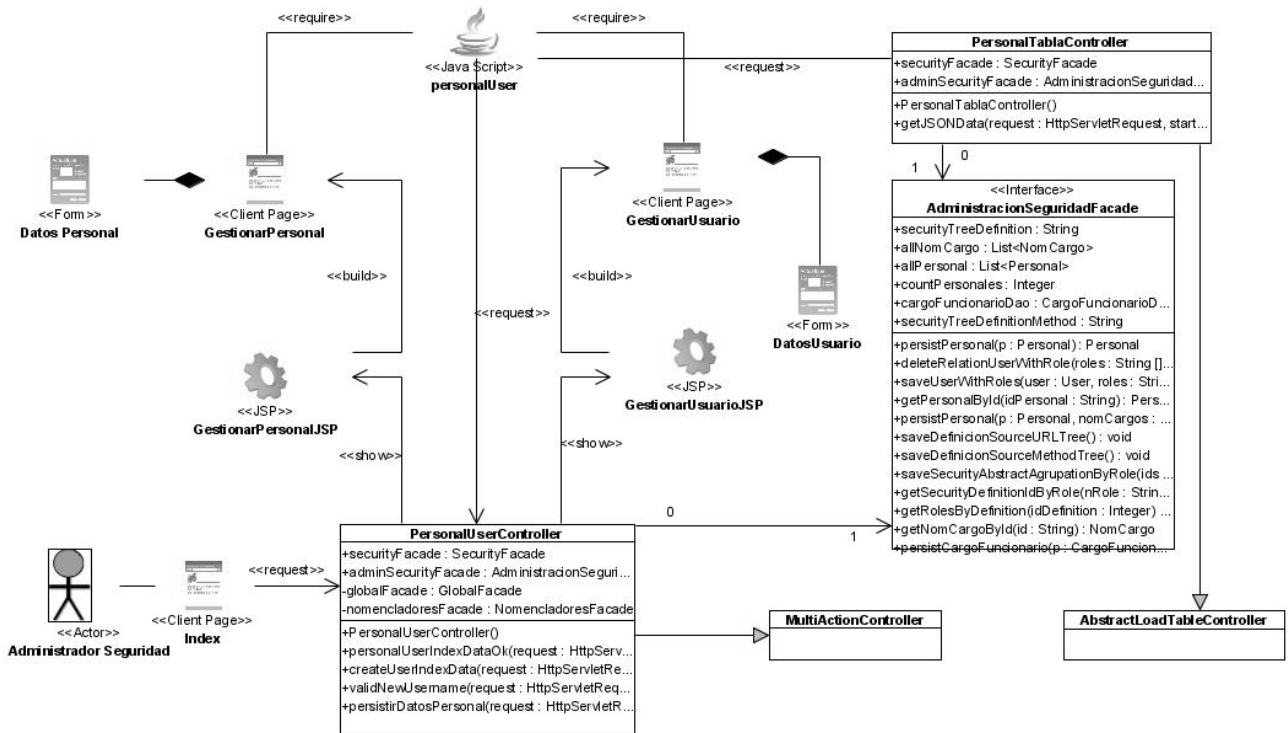 <<require>>
<<require>>
<<Java Script>>
personalUser
<<request>>
PersonalTablaController
+securityFacade : SecurityFacade
+adminSecurityFacade : AdministracionSeguridad...
+PersonalTablaController()
+getJSONData(request : HttpServletRequest, start...
0
1
<<Form>>
Datos Personal
<<Client Page>>
GestionarPersonal
<<Client Page>>
GestionarUsuario
<<build>>
<<build>>
<<request>>
<<Form>>
DatosUsuario
<<Interface>>
AdministracionSeguridadFacade
+securityTreeDefinition : String
+allNomCargo : List<NomCargo>
+allPersonal : List<Personal>
+countPersonales : Integer
+cargoFuncionarioDao : CargoFuncionarioD...
+securityTreeDefinitionMethod : String
+persistPersonal(p : Personal) : Personal
+deleteRelationUserWithRole(roles : String []...
+saveUserWithRoles(user : User, roles : Stri...
+getPersonalById(idPersonal : String) : Pers...
+persistPersonal(p : Personal, nomCargos : ...
+saveDefinicionSourceURLTree() : void
+saveDefinicionSourceMethodTree() : void
+saveSecurityAbstractAgrupationByRole(ids ...
+getSecurityDefinitionIdByRole(nRole : Strin...
+getRolesByDefinition(idDefinition : Integer) ...
+getNomCargoById(id : String) : NomCargo
+persistCargoFuncionario(p : CargoFuncion...
<<JSP>>
GestionarPersonalJSP
<<JSP>>
GestionarUsuarioJSP
<<show>>
<<show>>
0
1
<<Actor>>
Administrador Seguridad
<<Client Page>>
Index
<<request>>
PersonalUserController
+securityFacade : SecurityFacade
+adminSecurityFacade : AdministracionSeguri...
-globalFacade : GlobalFacade
-nomencladoresFacade : NomencladoresFacade
+PersonalUserController()
+personalUserIndexDataOk(request : HttpServ...
+createUserIndexData(request : HttpServletRe...
+validNewUsername(request : HttpServletReq...
+persistirDatosPersonal(request : HttpServletR...
MultiActionController
AbstractLoadTableController